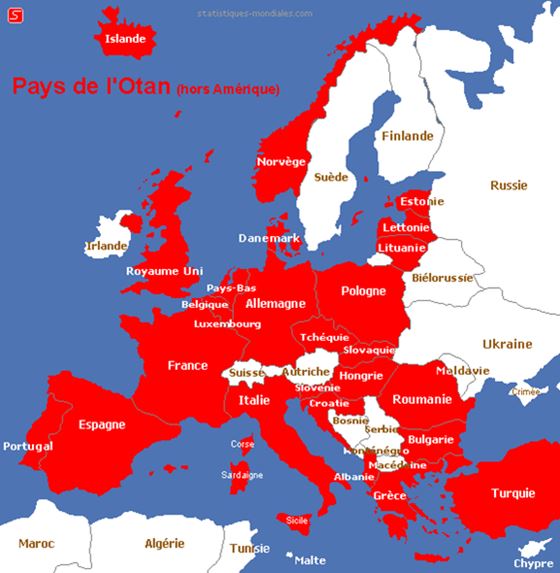 S
statistiques-mondiales.com
Islande
Pays de l'Otan (hors Amérique)
Finlande
Norvège
Suède
Russie
Estonie
Lettonie
Irlande
Danemark
Lituanie
Royaume Uni
Biélorussie
Pays-Bas
Belgique
Allemagne
Pologne
Luxembourg
Tchéquie
Ukraine
Slovaquie
France
Suisse
Autriche
Hongrie
Moldavie
Slovénie
Crimée
Italie
Croatie
Roumanie
Espagne
Bosnie
Serbie
Portugal
Corse
Monténégro
Bulgarie
Macédoine
Sardaigne
Albanie
Grèce
Turquie
Sicile
Maroc
Algérie
Tunisie
Malte
Chypre